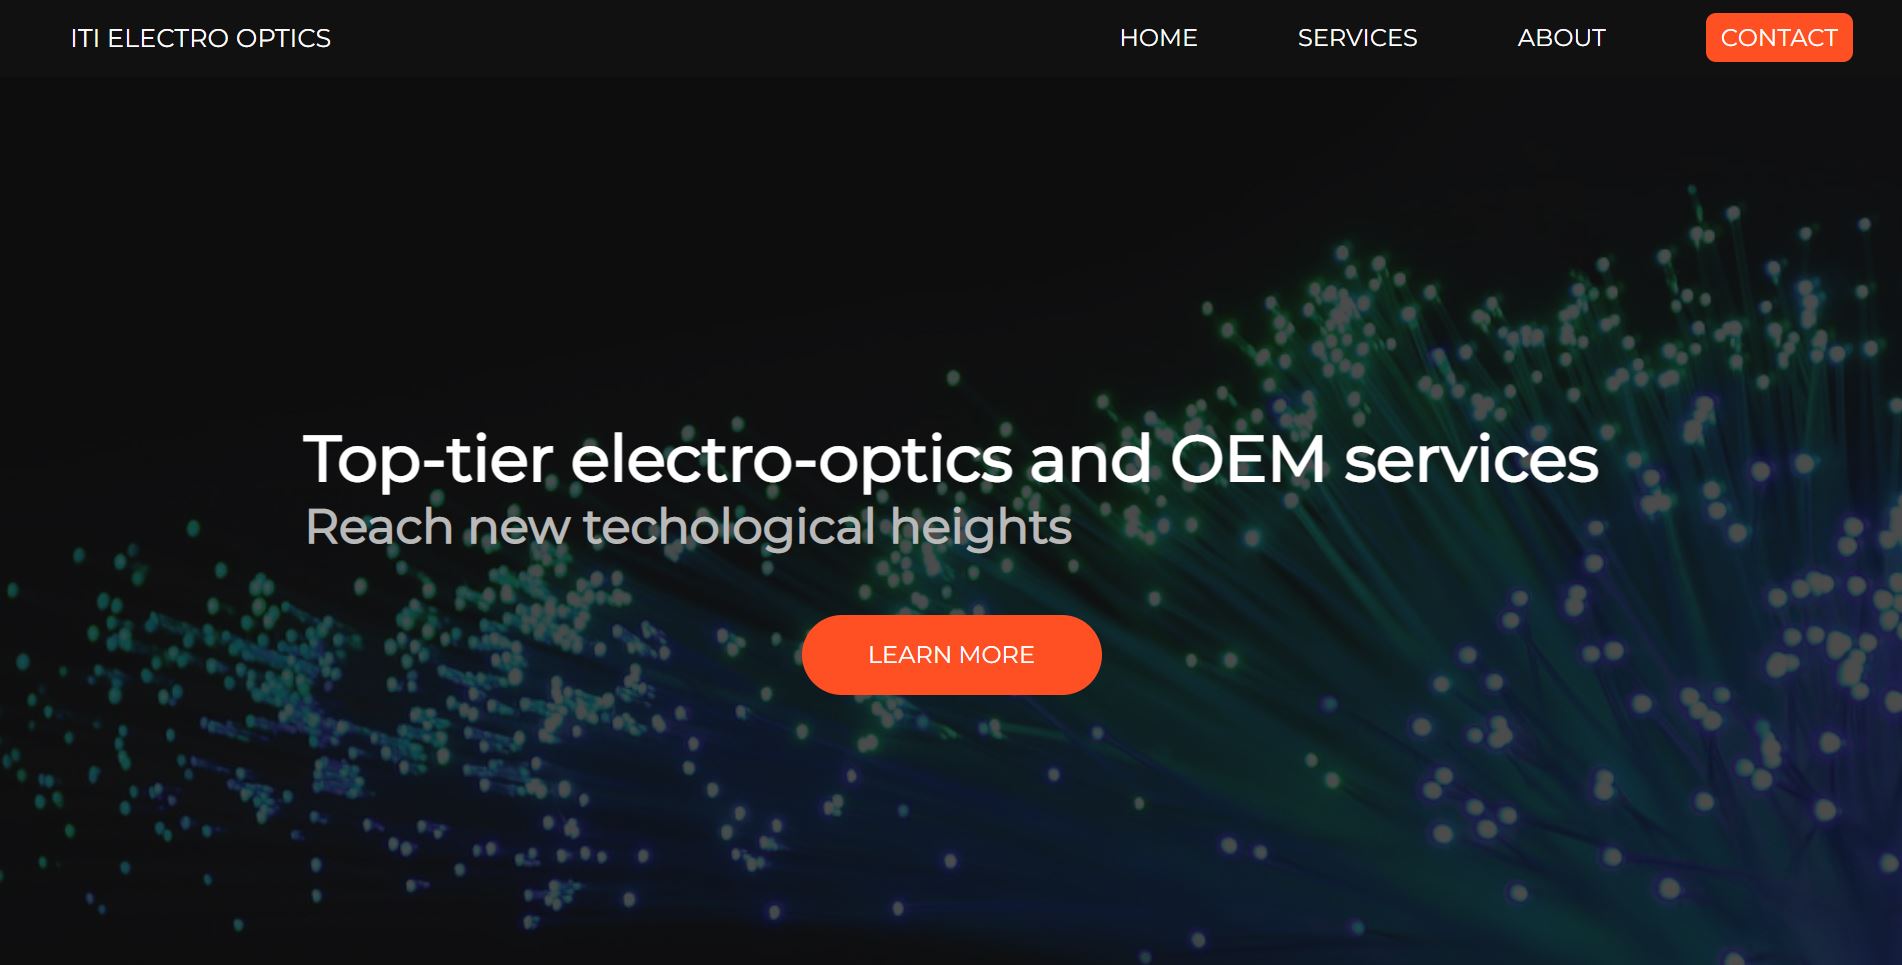 ITI ELECTRO OPTICS
HOME
SERVICES
ABOUT
CONTACT
Top-tier electro-optics and OEM services
Reach new techological heights
LEARN MORE